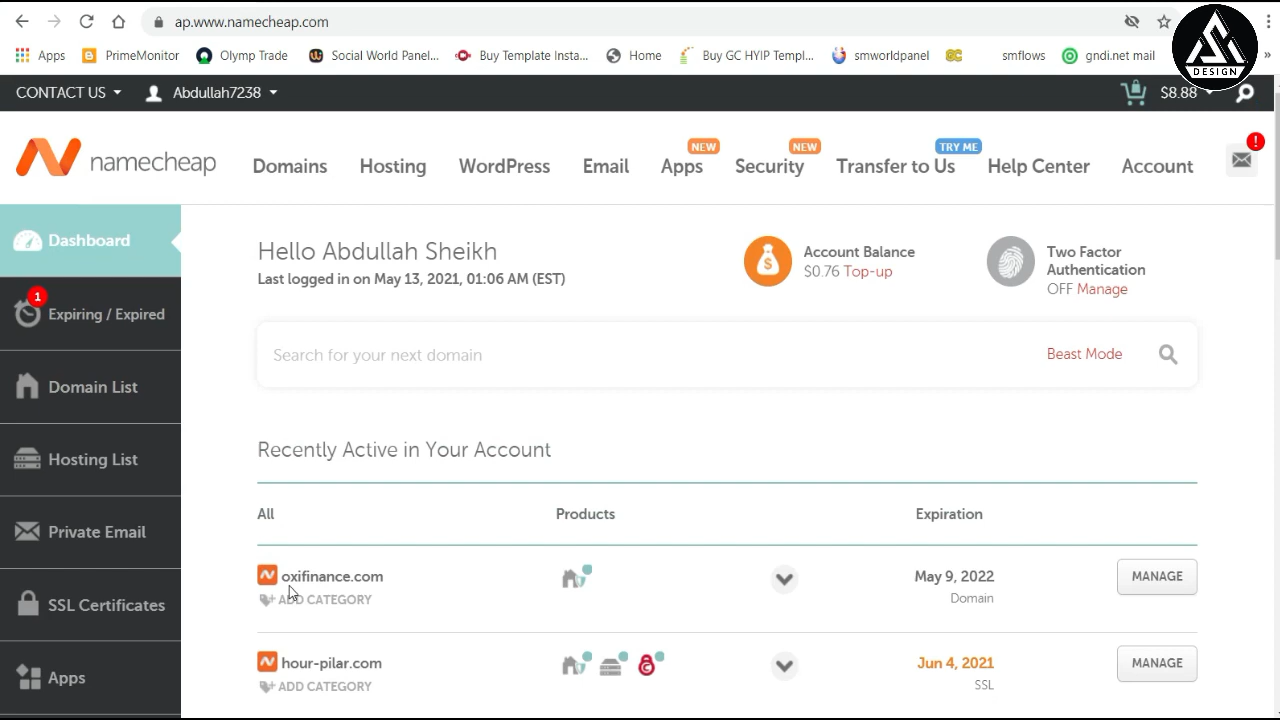 ap.www.namecheap.com
Apps PrimeMonitor Olymp Trade Social World Panel... Buy Template Insta... Home Buy GC HYIP Templ... smworldpanel smflows gndi.net mail »
DESIGN
CONTACT US Abdullah7238 $8.88
namecheap Domains Hosting WordPress Email Apps NEW Security NEW Transfer to Us TRY ME Help Center Account !
Dashboard
1
Expiring / Expired
Domain List
Hosting List
Private Email
SSL Certificates
Apps
Hello Abdullah Sheikh
Last logged in on May 13, 2021, 01:06 AM (EST)
Account Balance
$0.76 Top-up
Two Factor
Authentication
OFF Manage
Search for your next domain Beast Mode
Recently Active in Your Account
All Products Expiration
oxifinance.com May 9, 2022 MANAGE
ADD CATEGORY Domain
hour-pilar.com Jun 4, 2021 MANAGE
ADD CATEGORY SSL